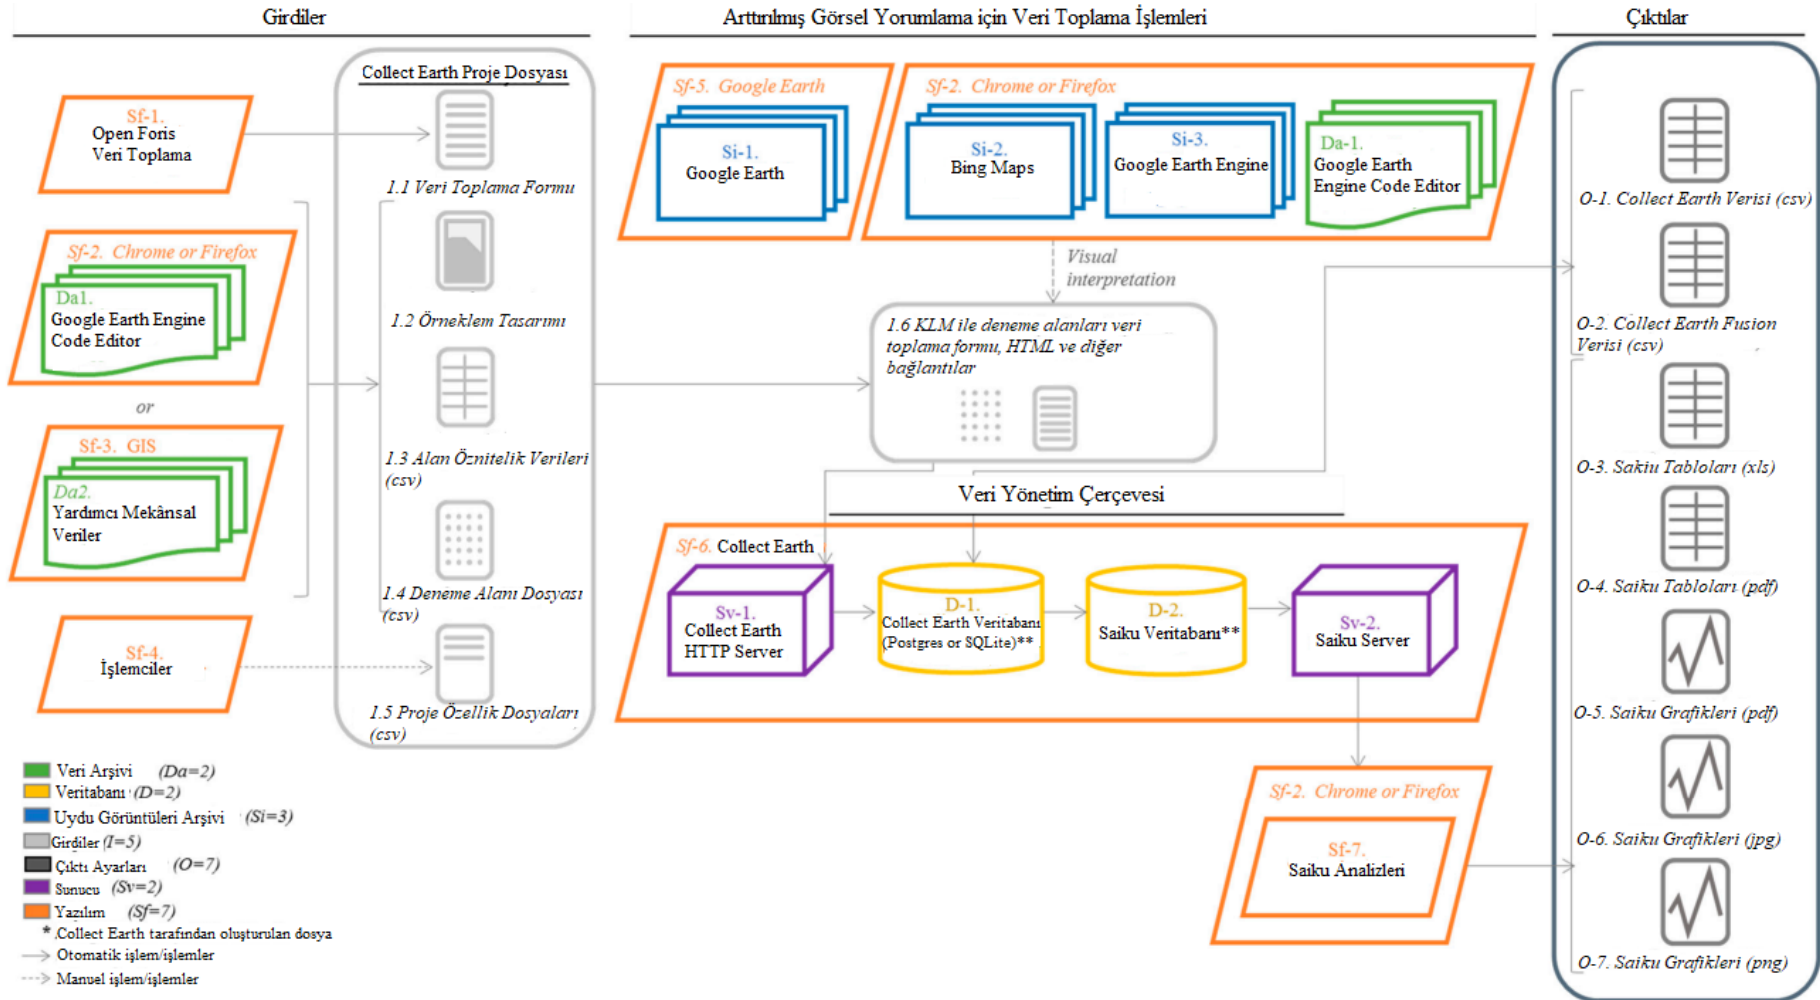 Girdiler
Arttırılmış Görsel Yorumlama için Veri Toplama İşlemleri
Çıktılar
Collect Earth Proje Dosyası
Sf-1.
Open Foris
Veri Toplama
1.1 Veri Toplama Formu
Sf-2. Chrome or Firefox
Da1.
Google Earth Engine
Code Editor
1.2 Örneklem Tasarımı
or
Sf-3. GIS
Da2.
Yardımcı Mekânsal
Veriler
1.3 Alan Öznitelik Verileri
(csv)
1.4 Deneme Alanı Dosyası
(csv)
Sf-4.
İşlemciler
1.5 Proje Özellik Dosyaları
(csv)
Sf-5. Google Earth
Si-1.
Google Earth
Sf-2. Chrome or Firefox
Si-2.
Bing Maps
Si-3.
Google Earth Engine
Da-1.
Google Earth
Engine Code Editor
Visual
interpretation
1.6 KLM ile deneme alanları veri
toplama formu, HTML ve diğer
bağlantılar
Veri Yönetim Çerçevesi
Sf-6. Collect Earth
Sv-1.
Collect Earth
HTTP Server
D-1.
Collect Earth Veritabanı
(Postgres or SQLite)**
D-2.
Saiku Veritabanı**
Sv-2.
Saiku Server
Sf-2. Chrome or Firefox
Sf-7.
Saiku Analizleri
O-1. Collect Earth Verisi (csv)
O-2. Collect Earth Fusion
Verisi (csv)
O-3. Sakiu Tabloları (xls)
O-4. Saiku Tabloları (pdf)
O-5. Saiku Grafikleri (pdf)
O-6. Saiku Grafikleri (jpg)
O-7. Saiku Grafikleri (png)
Veri Arşivi (Da=2)
Veritabanı (D=2)
Uydu Görüntüleri Arşivi (Si=3)
Girdiler (I=5)
Çıktı Ayarları (O=7)
Sunucu (Sv=2)
Yazılım (Sf=7)
* Collect Earth tarafından oluşturulan dosya
Otomatik işlem/işlemler
Manuel işlem/işlemler